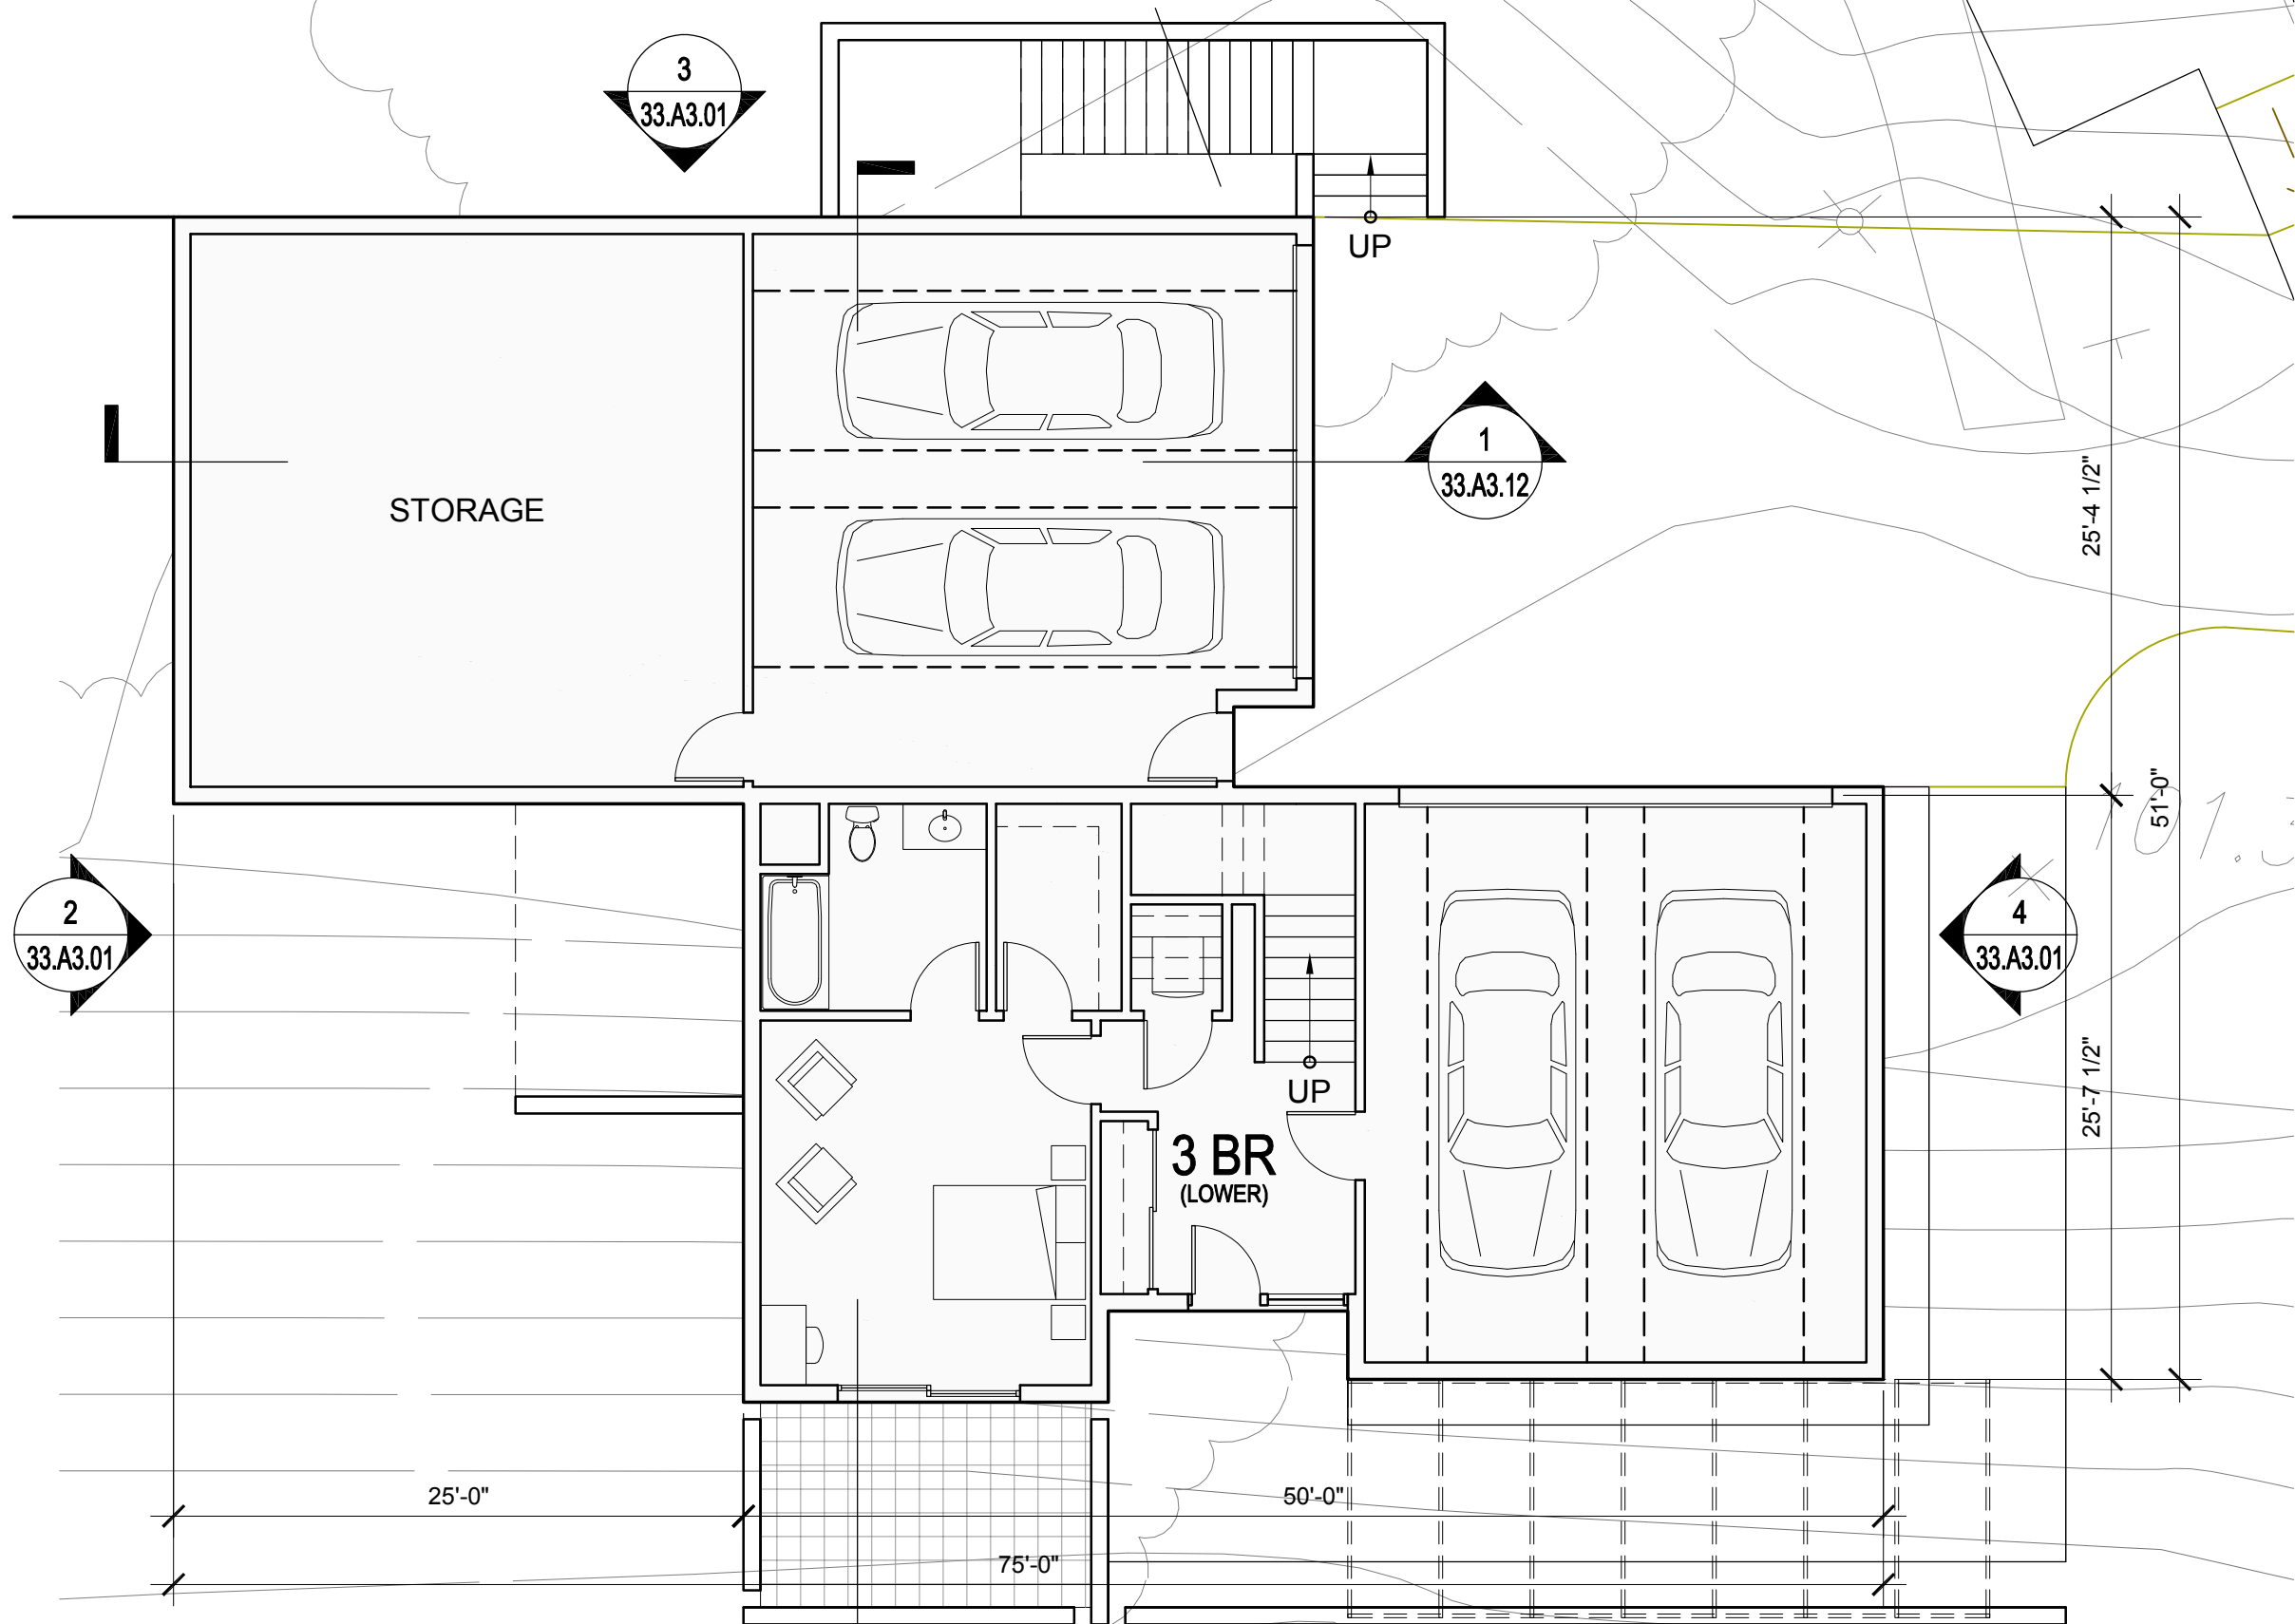 3
33.A3.01
UP
1
33.A3.12
STORAGE
25'-4 1/2"
51'-0"
2
33.A3.01
4
33.A3.01
UP
25'-7 1/2"
3 BR
(LOWER)
25'-0"
50'-0"
75'-0"